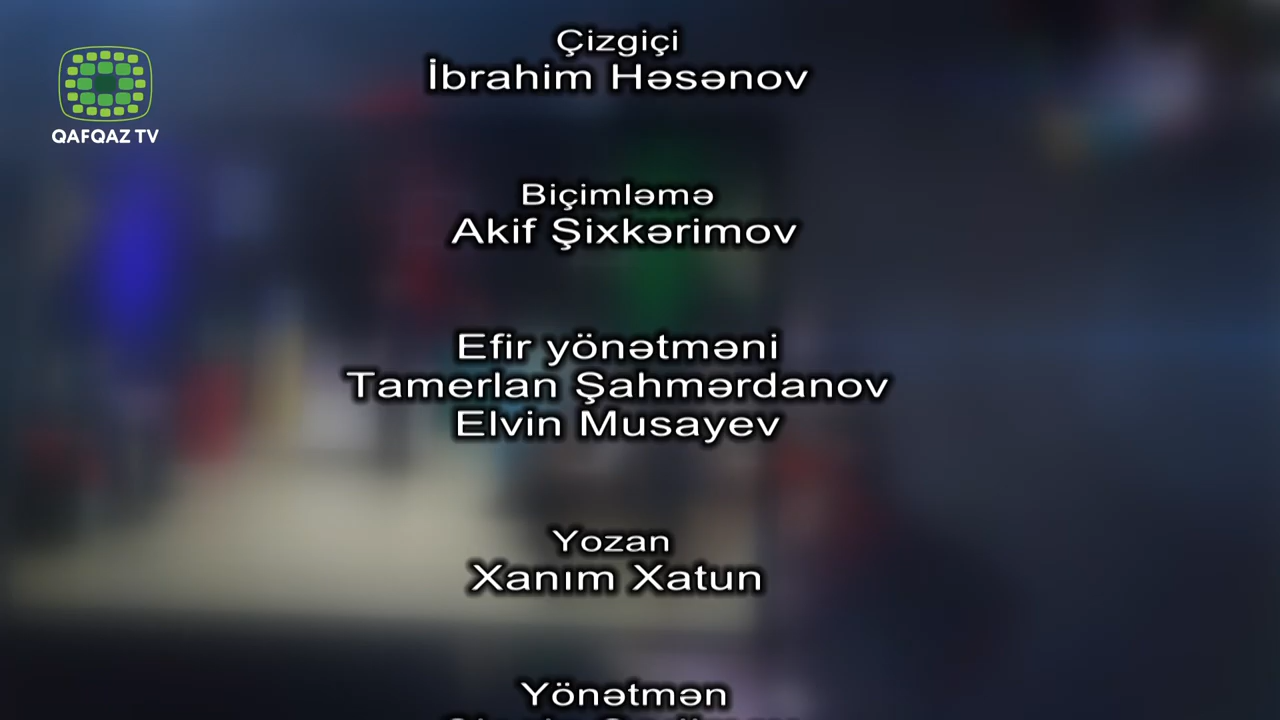 Çizgiçi
İbrahim Həsənov
QAFQAZ TV
Biçimləmə
Akif Şixkərimov
Efir yönətməni
Tamerlan Şahmərdanov
Elvin Musayev
Yozan
Xanım Xatun
Yönətmən